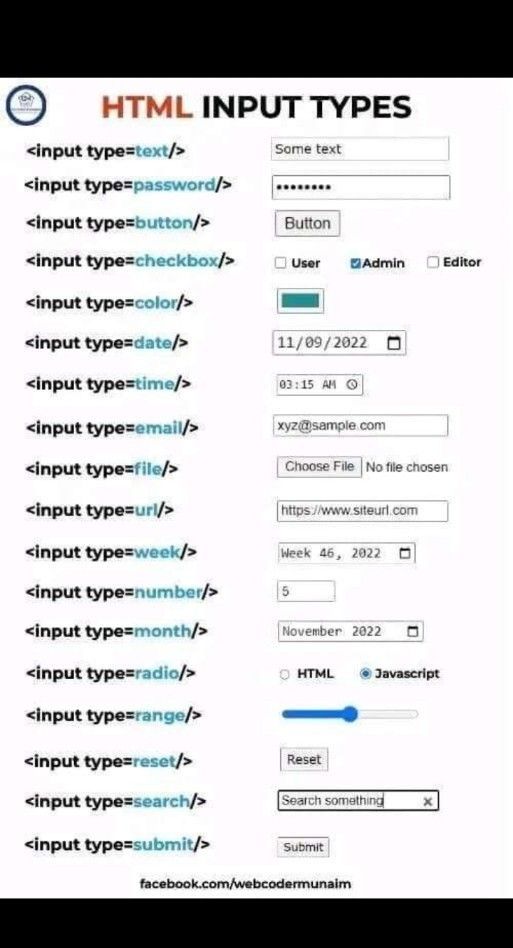 HTML INPUT TYPES
<input type=text/> Some text
<input type=password/> ••••••••
<input type=button/> Button
<input type=checkbox/> User Admin Editor
<input type=color/>
<input type=date/> 11/09/2022
<input type=time/> 03:15 AM
<input type=email/> xyz@sample.com
<input type=file/> Choose File No file chosen
<input type=url/> https://www.siteurl.com
<input type=week/> Week 46, 2022
<input type=number/> 5
<input type=month/> November 2022
<input type=radio/> HTML Javascript
<input type=range/>
<input type=reset/> Reset
<input type=search/> Search something ×
<input type=submit/> Submit
facebook.com/webcodermunaim